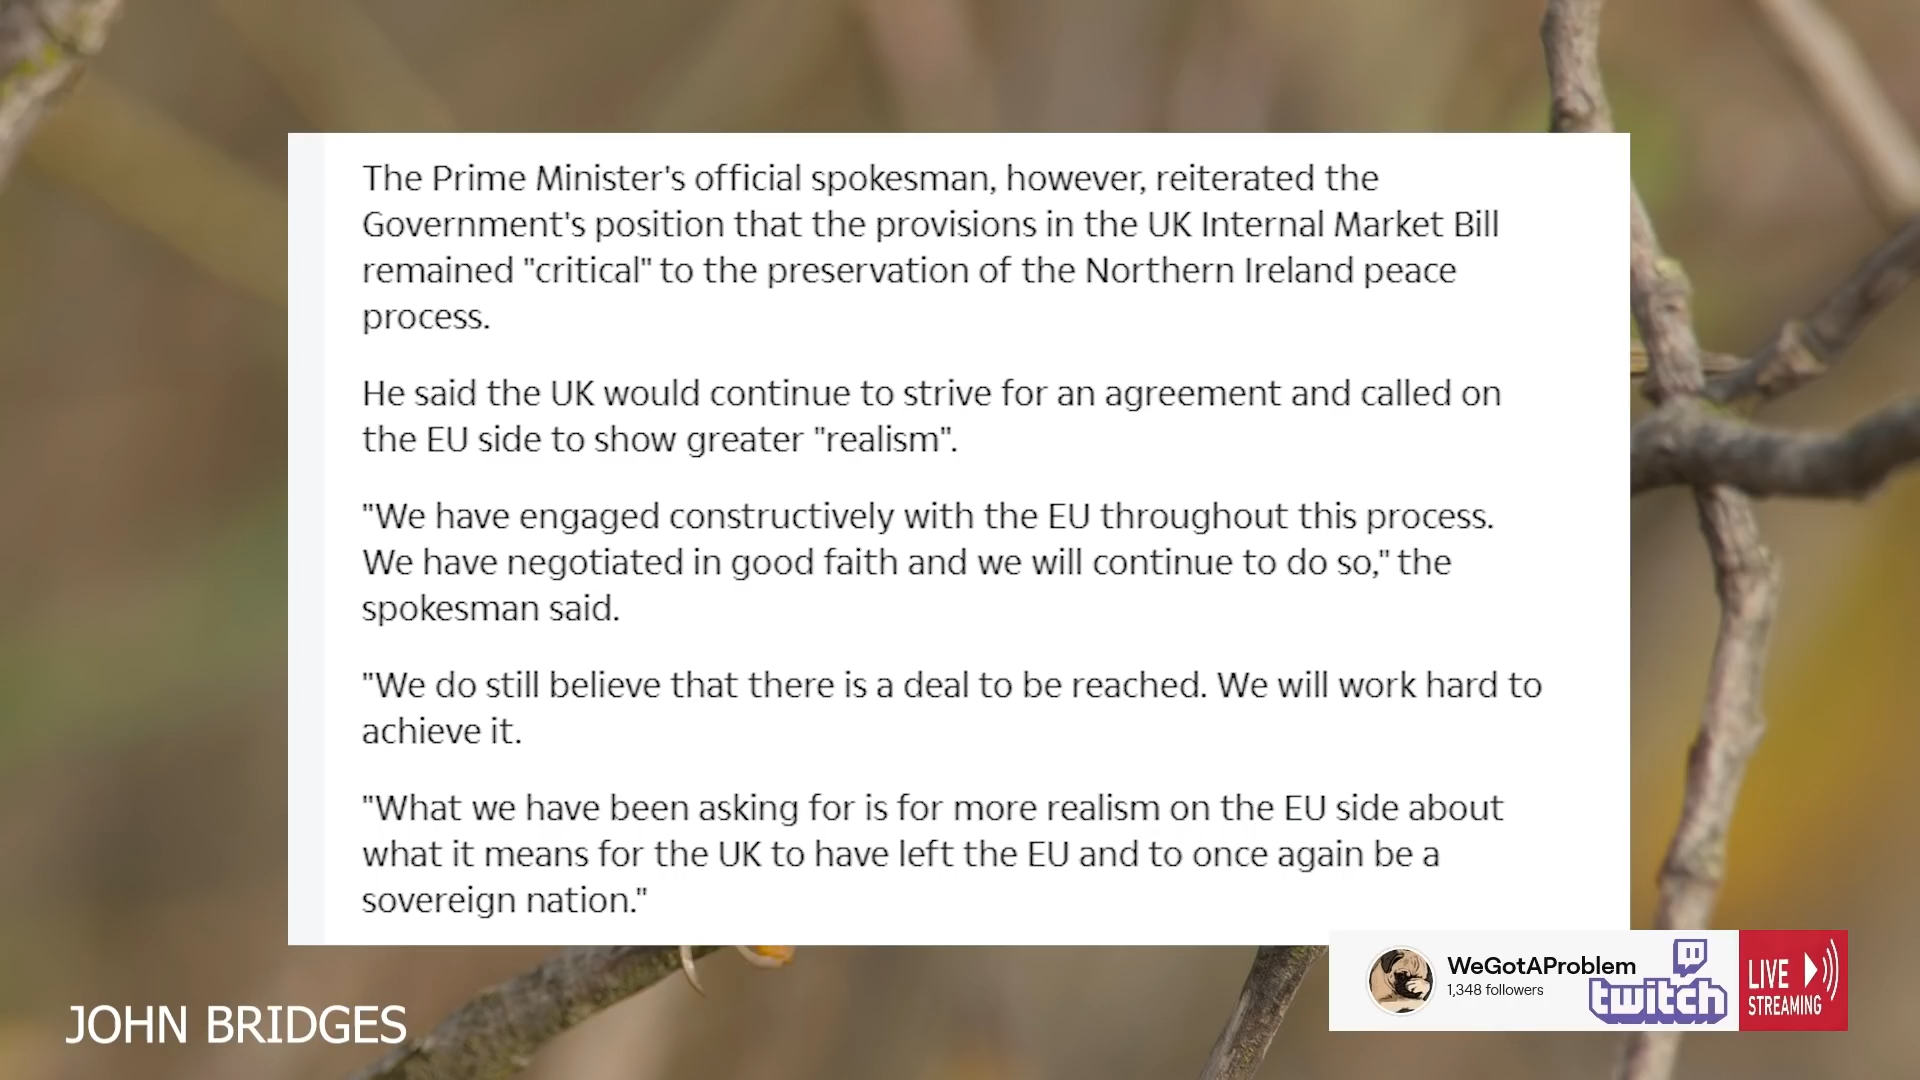 The Prime Minister's official spokesman, however, reiterated the
Government's position that the provisions in the UK Internal Market Bill
remained "critical" to the preservation of the Northern Ireland peace
process.
He said the UK would continue to strive for an agreement and called on
the EU side to show greater "realism".
"We have engaged constructively with the EU throughout this process.
We have negotiated in good faith and we will continue to do so," the
spokesman said.
"We do still believe that there is a deal to be reached. We will work hard to
achieve it.
"What we have been asking for is for more realism on the EU side about
what it means for the UK to have left the EU and to once again be a
sovereign nation."
WeGotAProblem
1,348 followers
twitch
LIVE
STREAMING
JOHN BRIDGES